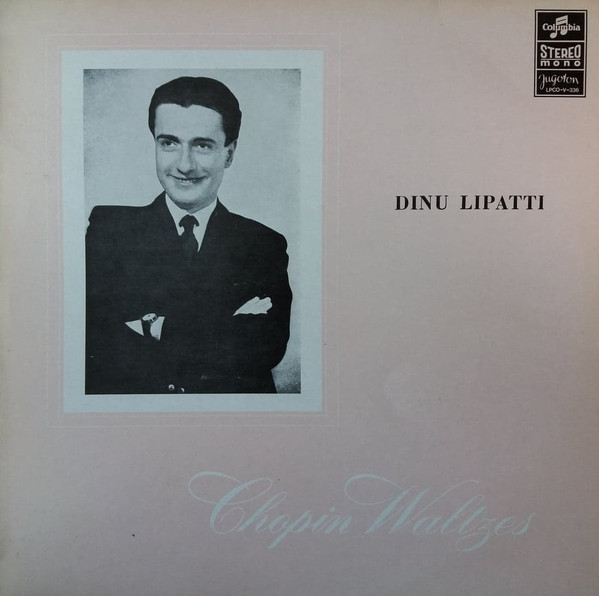 Columbia
STEREO
mono
Jugoton
LPCO-V-336
DINU LIPATTI
Chopin Waltzes